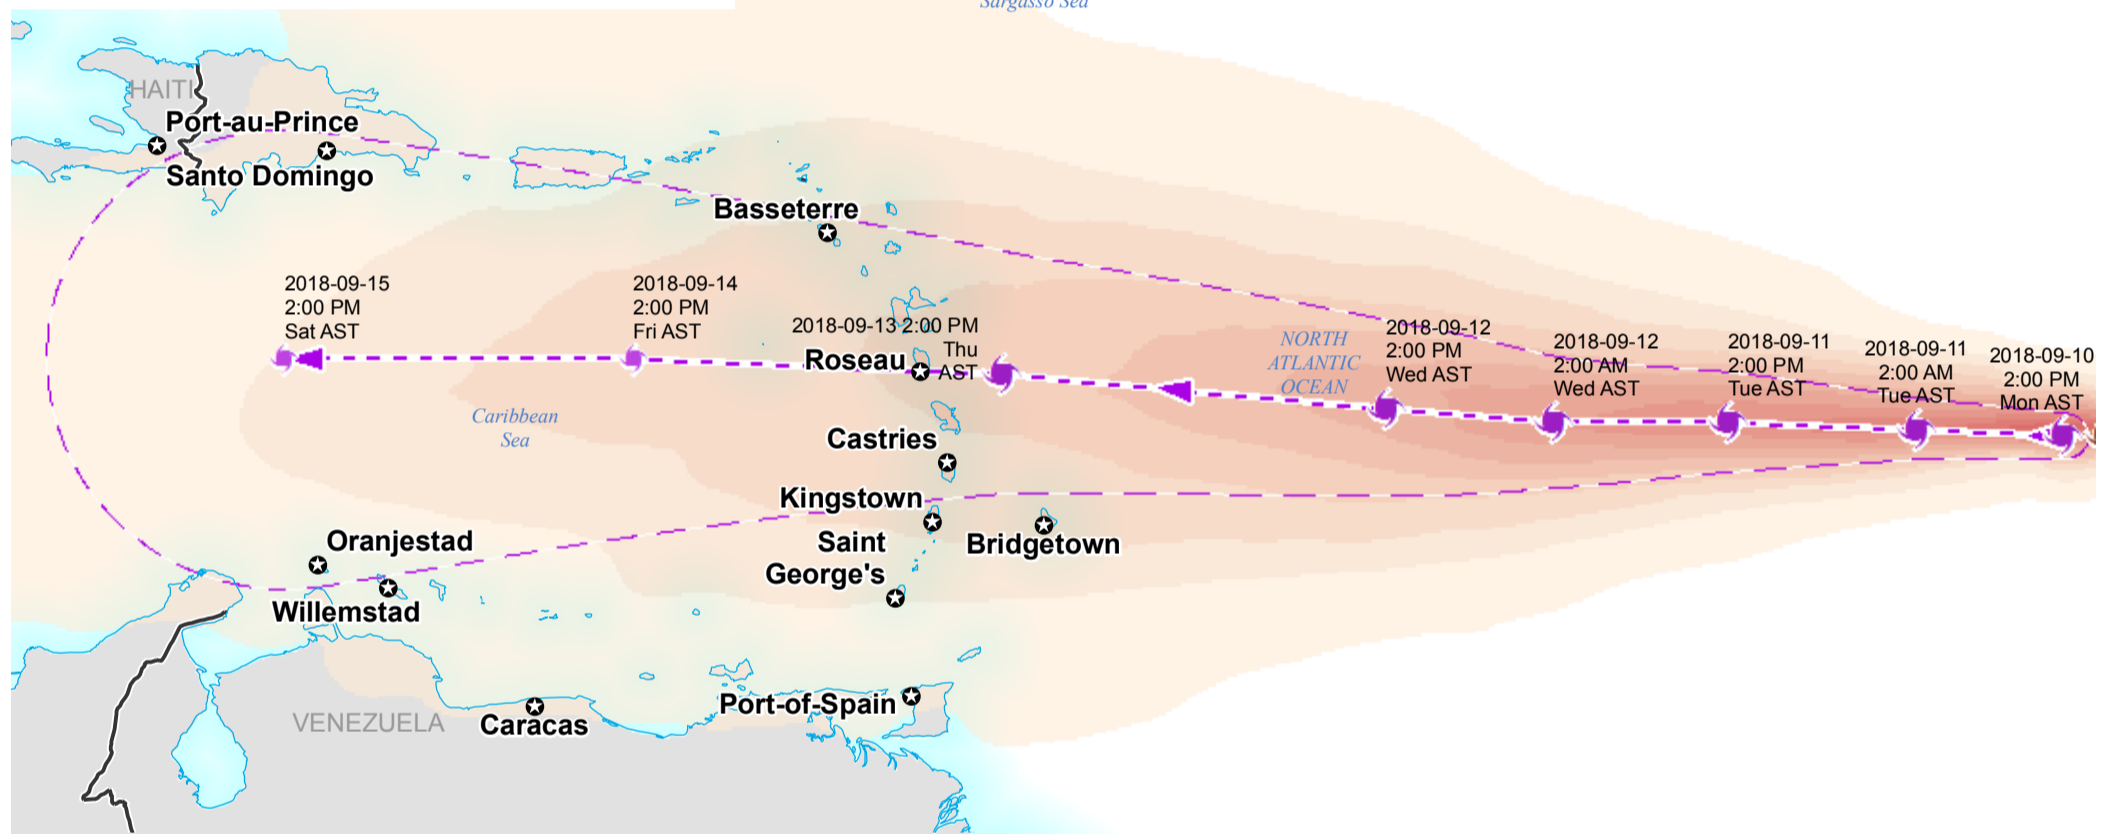 Sargasso Sea
HAITI
Port-au-Prince
Santo Domingo
Basseterre
2018-09-15
2:00 PM
Sat AST
2018-09-14
2:00 PM
Fri AST
2018-09-13 2:00 PM
Thu
AST
Roseau
NORTH
ATLANTIC
OCEAN
2018-09-12
2:00 PM
Wed AST
2018-09-12
2:00 AM
Wed AST
2018-09-11
2:00 PM
Tue AST
2018-09-11
2:00 AM
Tue AST
2018-09-10
2:00 PM
Mon AST
Caribbean
Sea
Castries
Kingstown
Saint
George's
Bridgetown
Oranjestad
Willemstad
VENEZUELA
Caracas
Port-of-Spain